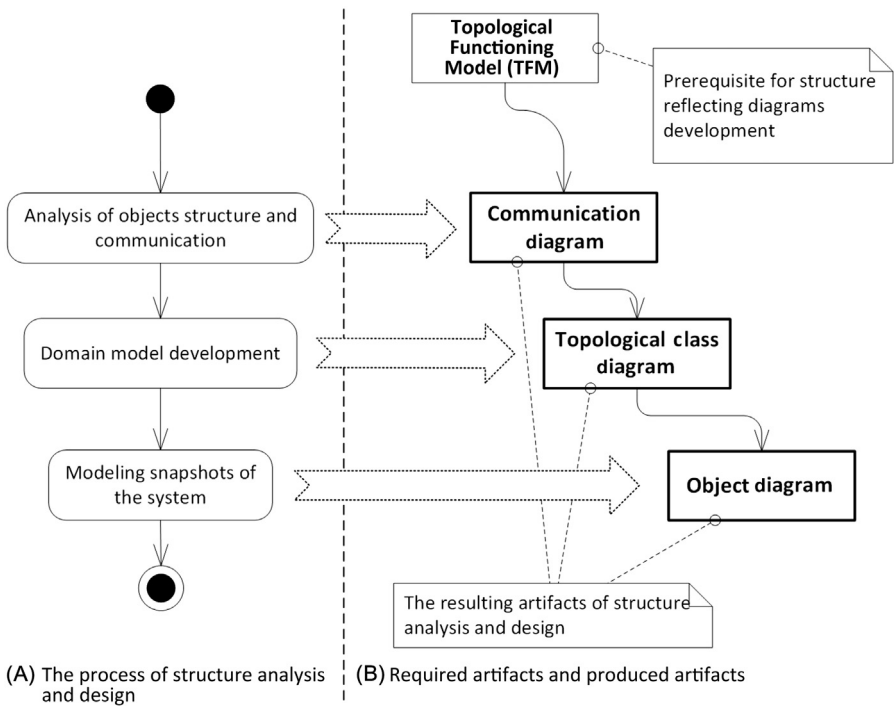 Topological
Functioning
Model (TFM)
Prerequisite for structure
reflecting diagrams
development
Analysis of objects structure and
communication
Communication
diagram
Domain model development
Topological class
diagram
Modeling snapshots of
the system
Object diagram
The resulting artifacts of structure
analysis and design
(A) The process of structure analysis
and design
(B) Required artifacts and produced artifacts